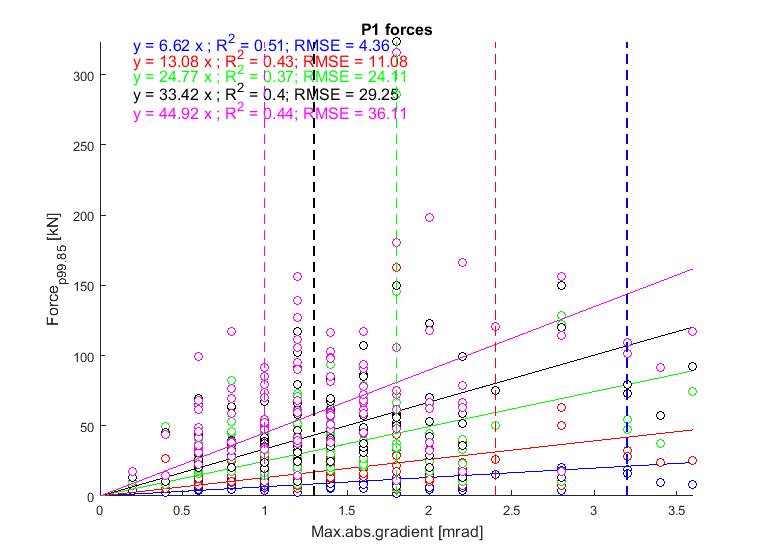 P1 forces
y = 6.62 x ; R2 = 0.51; RMSE = 4.36
y = 13.08 x ; R2 = 0.43; RMSE = 11.08
y = 24.77 x ; R2 = 0.37; RMSE = 24.11
y = 33.42 x ; R2 = 0.4; RMSE = 29.25
y = 44.92 x ; R2 = 0.44; RMSE = 36.11
300
250
200
150
100
50
0
Force p99.85 [kN]
0 0.5 1 1.5 2 2.5 3 3.5
Max.abs.gradient [mrad]